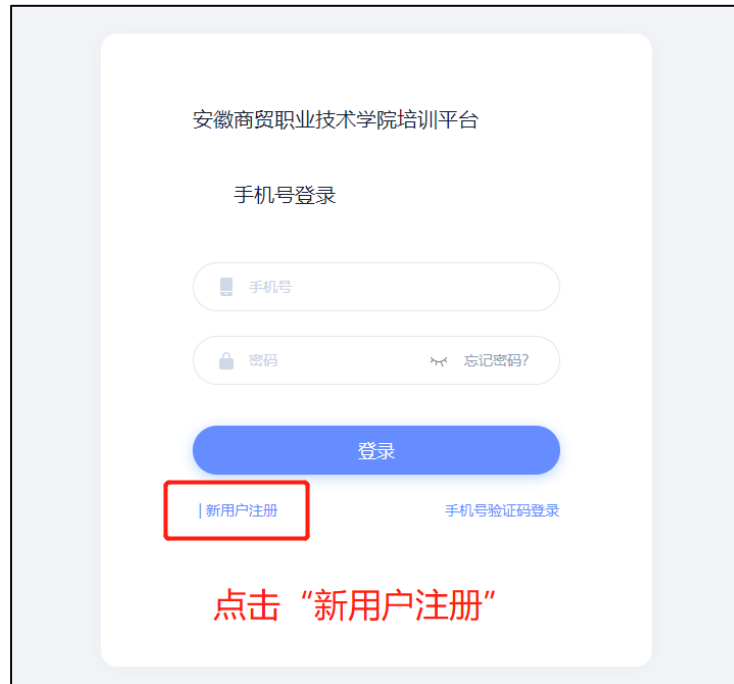 安徽商贸职业技术学院培训平台
手机号登录
手机号
密码 忘记密码?
登录
|新用户注册 手机号验证码登录
点击“新用户注册”